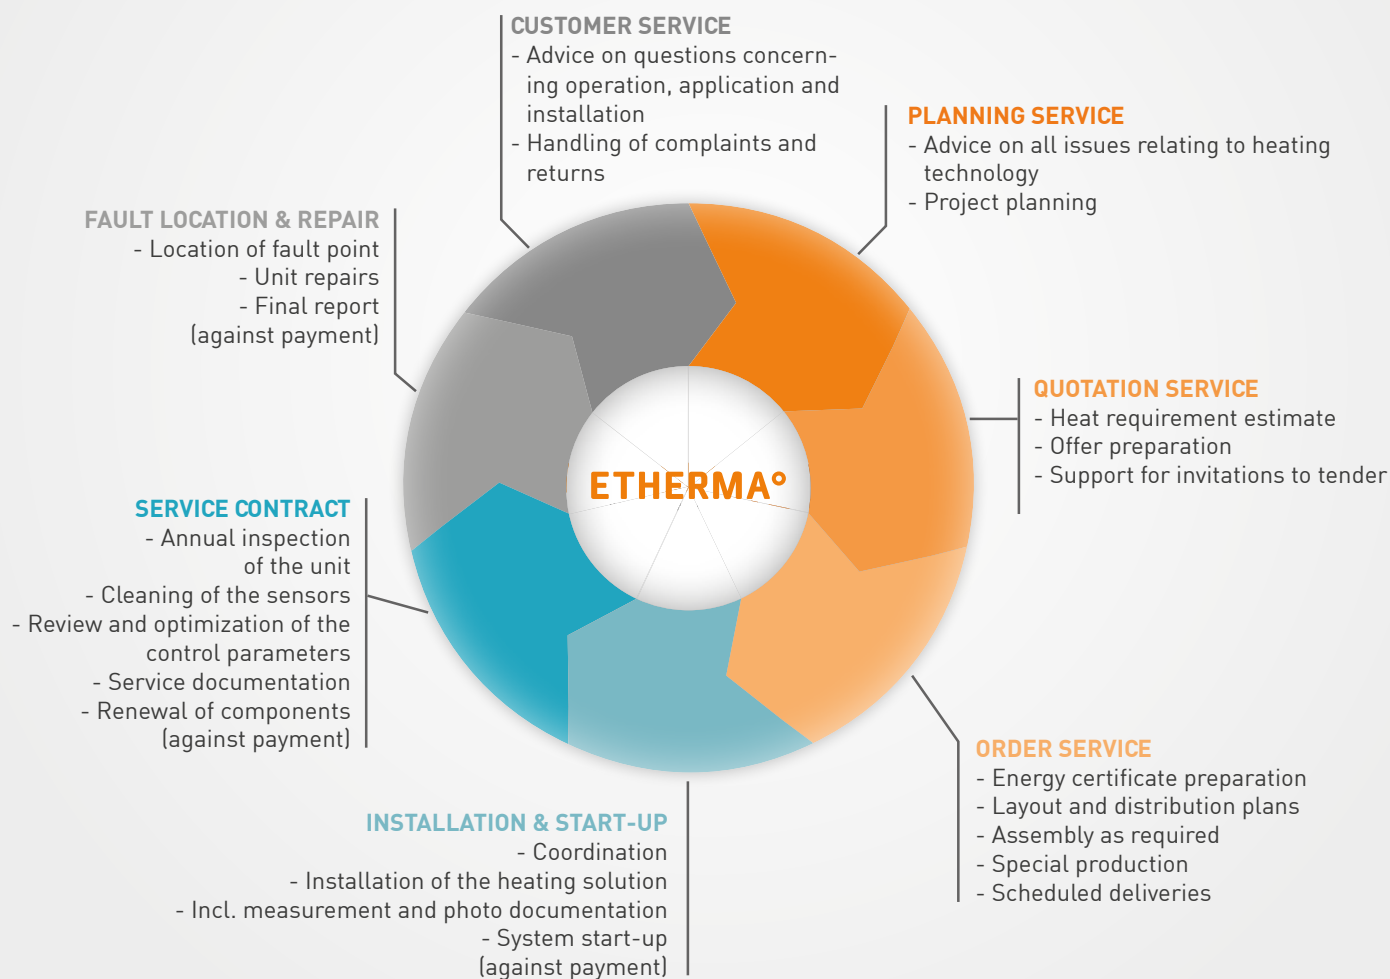 CUSTOMER SERVICE
- Advice on questions concern-
ing operation, application and
installation
- Handling of complaints and
returns
PLANNING SERVICE
- Advice on all issues relating to heating
technology
- Project planning
QUOTATION SERVICE
- Heat requirement estimate
- Offer preparation
- Support for invitations to tender
ORDER SERVICE
- Energy certificate preparation
- Layout and distribution plans
- Assembly as required
- Special production
- Scheduled deliveries
INSTALLATION & START-UP
- Coordination
- Installation of the heating solution
- Incl. measurement and photo documentation
- System start-up
(against payment)
SERVICE CONTRACT
- Annual inspection
of the unit
- Cleaning of the sensors
- Review and optimization of the
control parameters
- Service documentation
- Renewal of components
(against payment)
FAULT LOCATION & REPAIR
- Location of fault point
- Unit repairs
- Final report
(against payment)
ETHERMA°